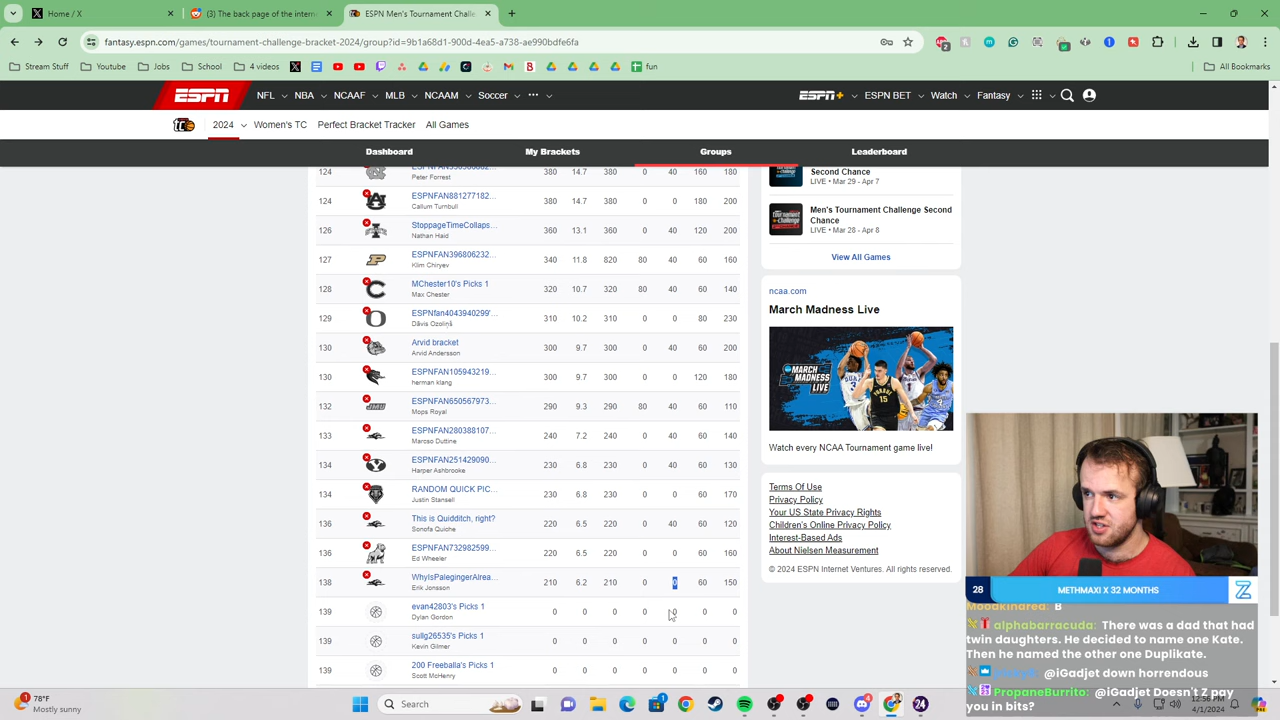 Home / X
The back page of the intern
ESPN Men's Tournament Chall
fantasy.espn.com/games/tournament-challenge-bracket-2024/group?id=9b1a68d1-900d-4ea5-a738-ae990bdfe6fa
Stream Stuff Youtube Jobs School 4 videos fun All Bookmarks
ESPN NFL NBA NCAAF MLB NCAAM Soccer ESPN+ ESPN BET Watch Fantasy
2024 Women's TC Perfect Bracket Tracker All Games
Dashboard My Brackets Groups Leaderboard
124 Peter Forrest 380 14.7 380 0 40 160 180
124 ESPNFAN881277182... 380 14.7 380 0 0 180 200
Callum Turnbull
126 StoppageTimeCollaps... 360 13.1 360 0 40 120 200
Nathan Haid
127 ESPNFAN396806232... 340 11.8 820 80 40 60 160
Klim Chiryev
128 MChester10's Picks 1 320 10.7 320 80 40 60 140
Max Chester
129 ESPNfan4043940299'... 310 10.2 310 0 0 80 230
Dāvis Ozoliņš
130 Arvid bracket 300 9.7 300 0 40 60 200
Arvid Andersson
130 ESPNFAN105943219... 300 9.7 300 0 0 120 180
herman klang
132 ESPNFAN650567973... 290 9.3 290 80 40 60 110
Mops Royal
133 ESPNFAN280388107... 240 7.2 240 0 40 60 140
Marcso Duttine
134 ESPNFAN251429090... 230 6.8 230 0 40 60 130
Harper Ashbrooke
134 RANDOM QUICK PIC... 230 6.8 230 0 0 60 170
Justin Stansell
136 This is Quidditch, right? 220 6.5 220 0 40 60 120
Sonofa Quiche
136 ESPNFAN732982599... 220 6.5 220 0 0 60 160
Ed Wheeler
138 WhyIsPalegingerAlrea... 210 6.2 210 0 0 60 150
Erik Jonsson
139 evan42803's Picks 1 0 0 0 0 0 0 0
Dylan Gordon
139 sullg26535's Picks 1 0 0 0 0 0 0 0
Kevin Gilmer
139 200 Freeballa's Picks 1 0 0 0 0 0 0 0
Scott McHenry
Second Chance
LIVE • Mar 29 - Apr 7
Men's Tournament Challenge Second
Chance
LIVE • Mar 28 - Apr 8
View All Games
ncaa.com
March Madness Live
MARCH MADNESS LIVE
PURDUE 15
Watch every NCAA Tournament game live!
Terms Of Use
Privacy Policy
Your US State Privacy Rights
Children's Online Privacy Policy
Interest-Based Ads
About Nielsen Measurement
© 2024 ESPN Internet Ventures. All rights reserved.
28 METHMAXI X 32 MONTHS Z
MoodKindred: B
alphabarracuda: There was a dad that had
twin daughters. He decided to name one Kate.
Then he named the other one Duplikate.
@iGadjet down horrendous
PropaneBurrito: @iGadjet Doesn't Z pay
you in bits?
78°F
Mostly sunny
Search
12:56 PM
4/1/2024